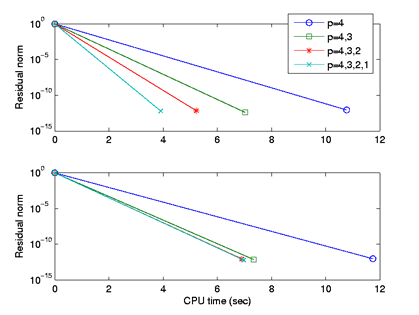 10^0
10^-5
10^-10
10^-15
Residual norm
0 2 4 6 8 10 12
p=4
p=4,3
p=4,3,2
p=4,3,2,1
10^0
10^-5
10^-10
10^-15
Residual norm
0 2 4 6 8 10 12
CPU time (sec)